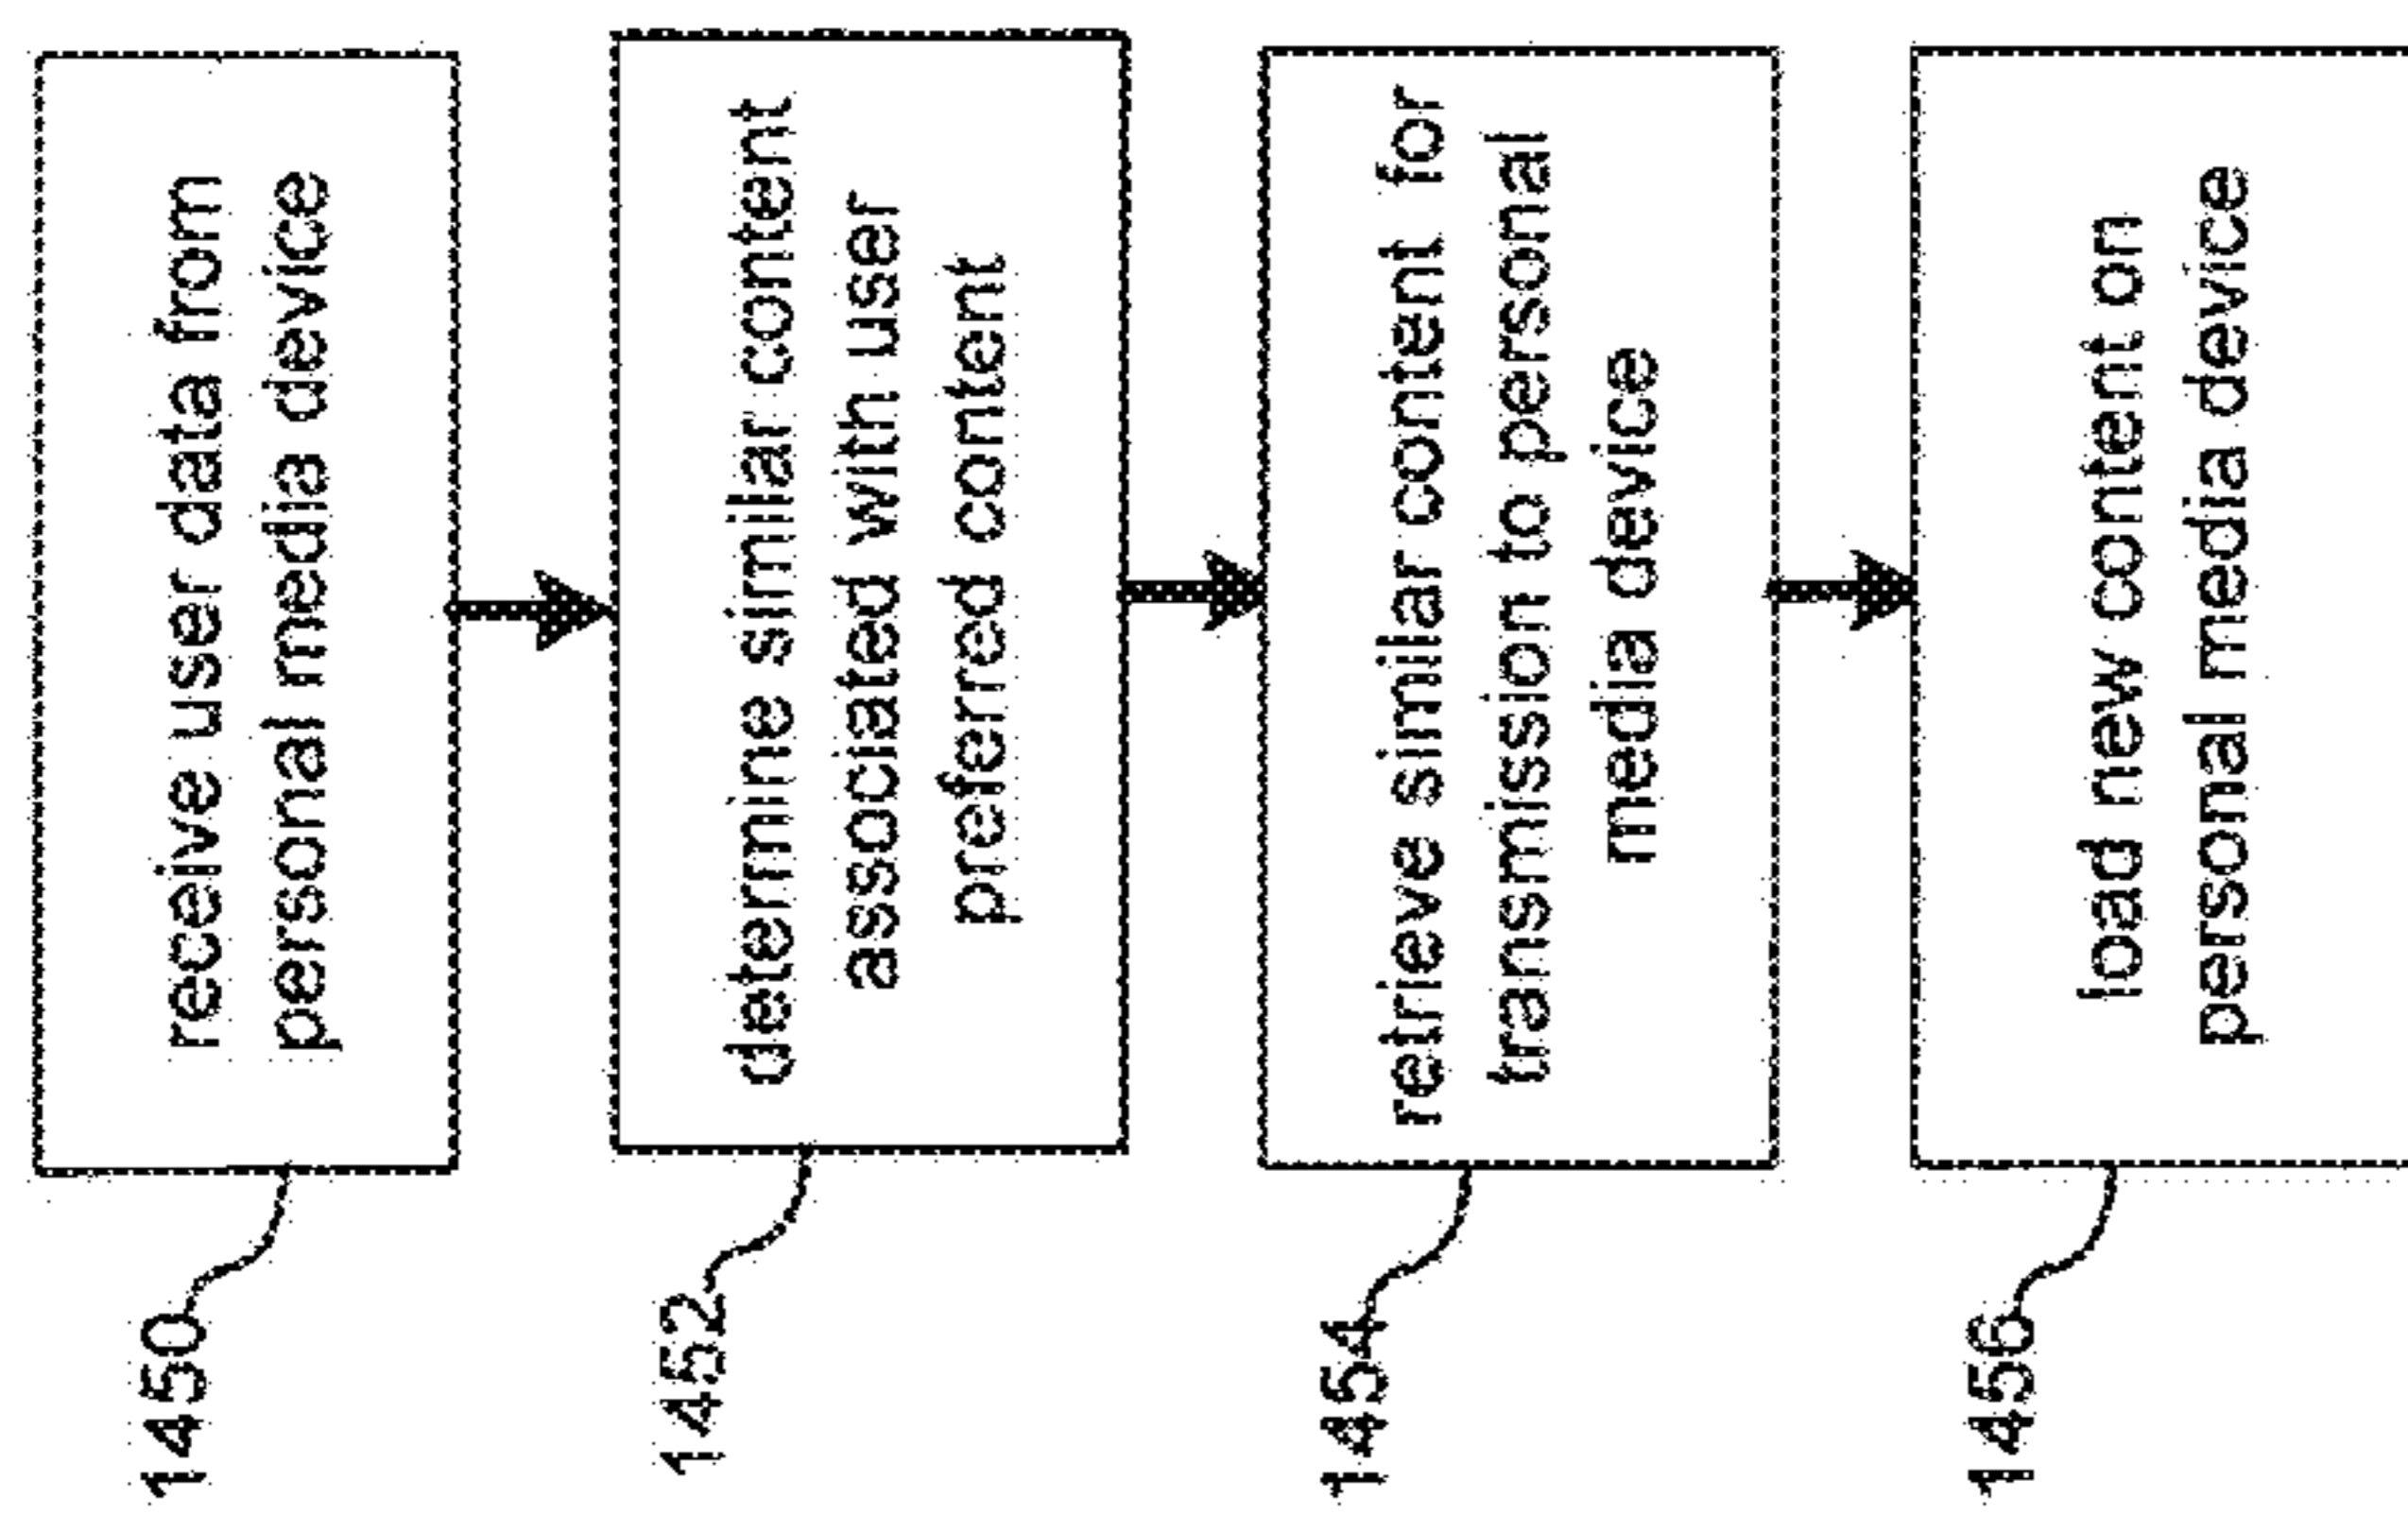 receive user data from
personal media device
1450
determine similar content
associated with user
preferred content
1452
retrieve similar content for
transmission to personal
media device
1454
load new content on
personal media device
1456